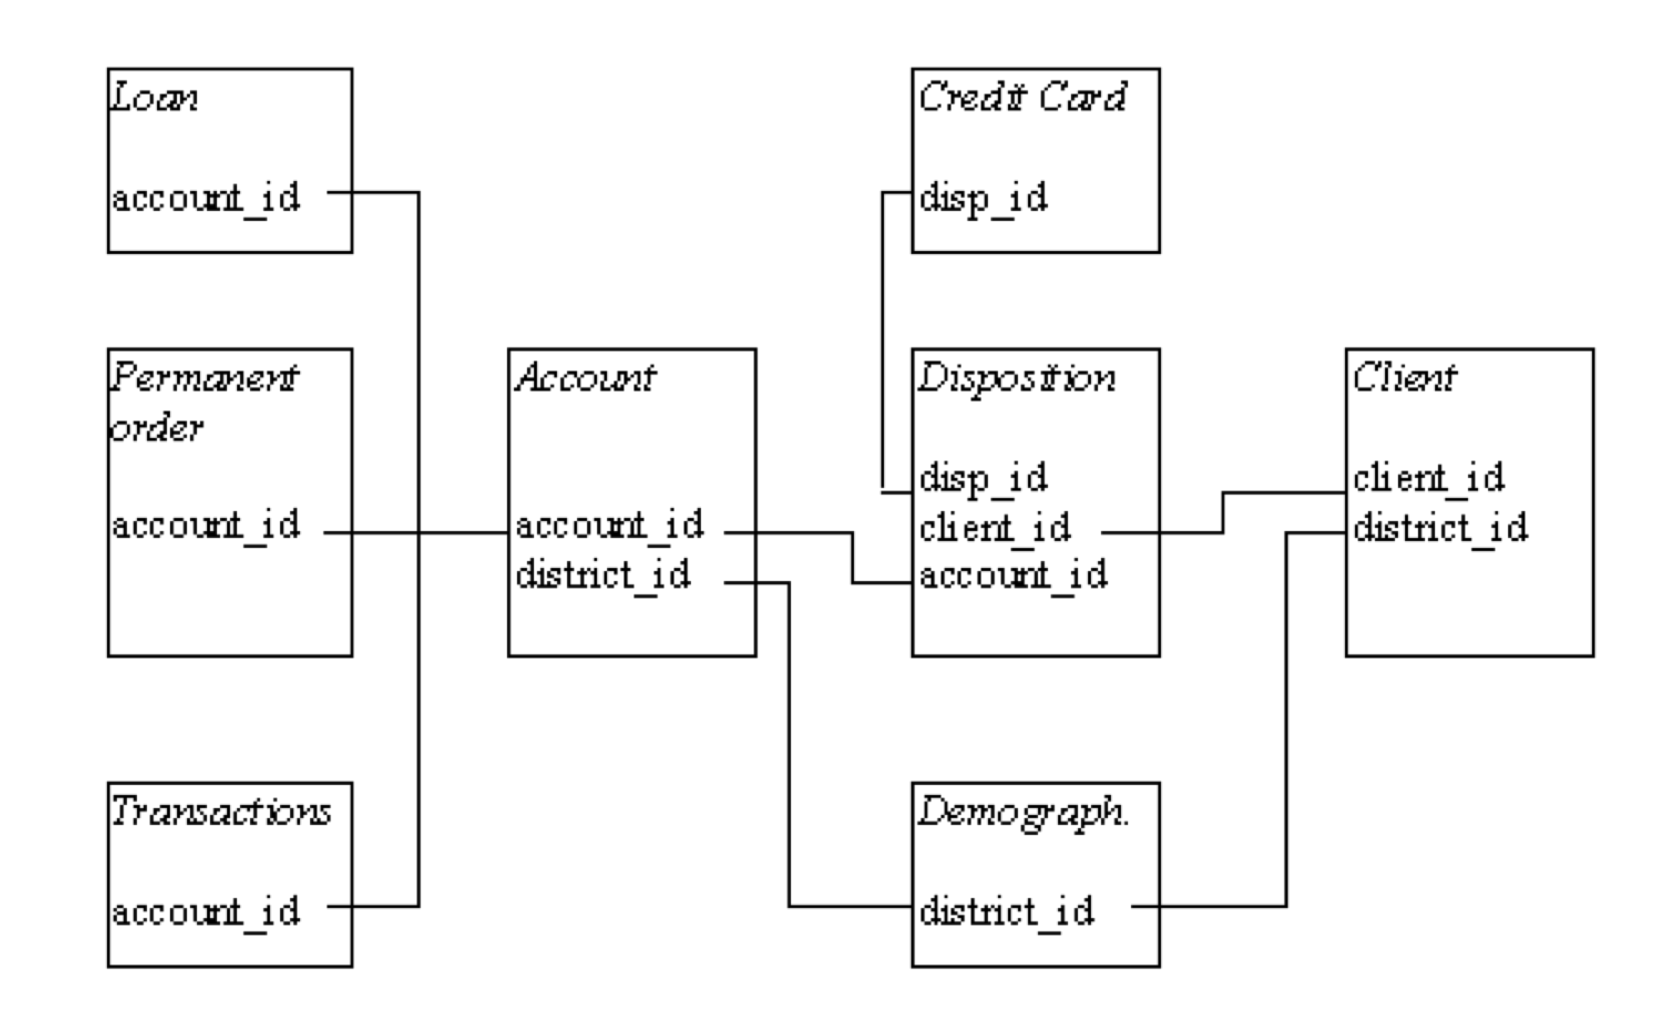 Loan
account_id
Credit Card
disp_id
Permanent
order
account_id
Account
account_id
district_id
Disposition
disp_id
client_id
account_id
Client
client_id
district_id
Transactions
account_id
Demograph.
district_id